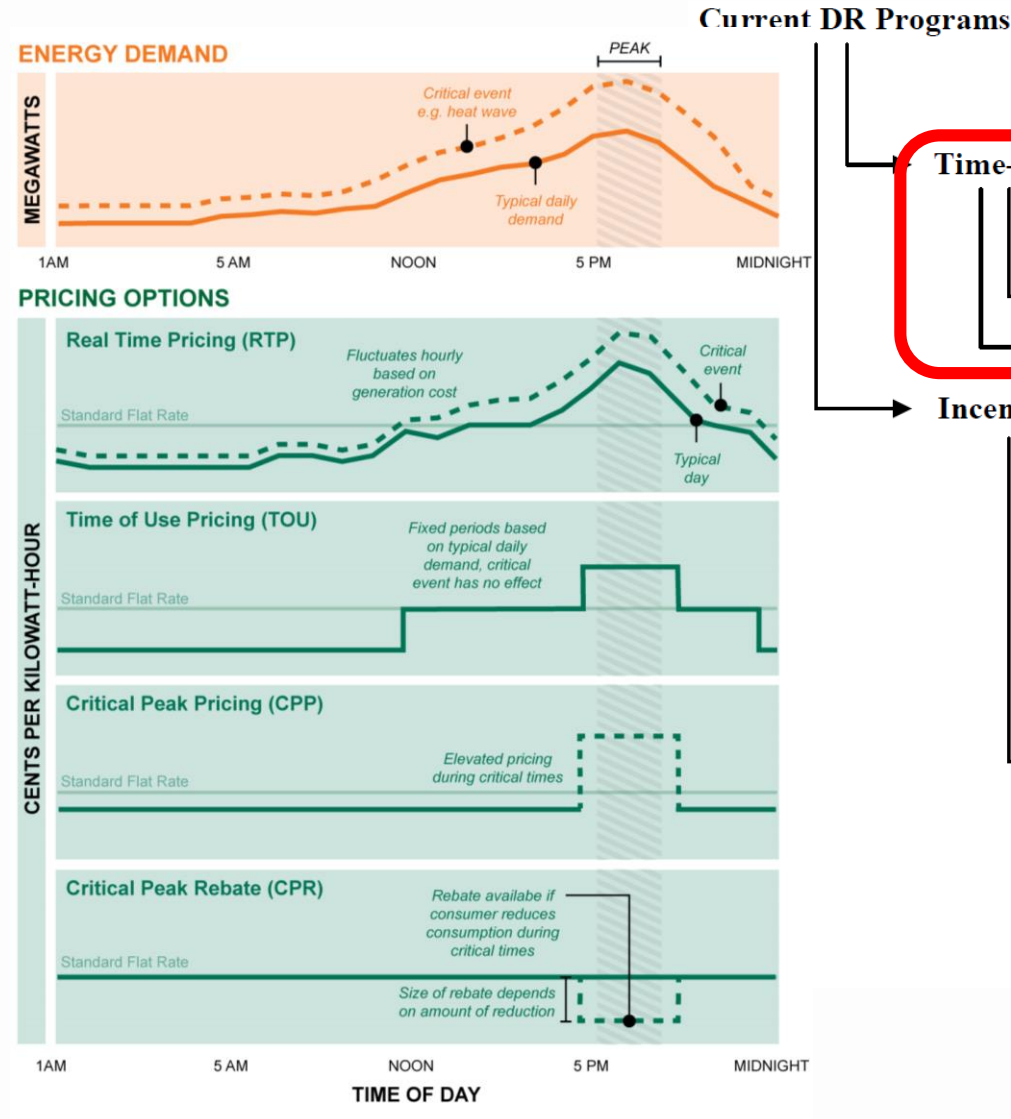 Current DR Programs
ENERGY DEMAND
PEAK
MEGAWATTS
Critical event
e.g. heat wave
Typical daily
demand
1AM
5 AM
NOON
5 PM
MIDNIGHT
Time-
Incen
PRICING OPTIONS
CENTS PER KILOWATT-HOUR
Real Time Pricing (RTP)
Fluctuates hourly
based on
generation cost
Critical
event
Standard Flat Rate
Typical
day
Time of Use Pricing (TOU)
Fixed periods based
on typical daily
demand, critical
event has no effect
Standard Flat Rate
Critical Peak Pricing (CPP)
Elevated pricing
during critical times
Standard Flat Rate
Critical Peak Rebate (CPR)
Rebate availabe if
consumer reduces
consumption during
critical times
Standard Flat Rate
Size of rebate depends
on amount of reduction
1AM
5 AM
NOON
5 PM
MIDNIGHT
TIME OF DAY